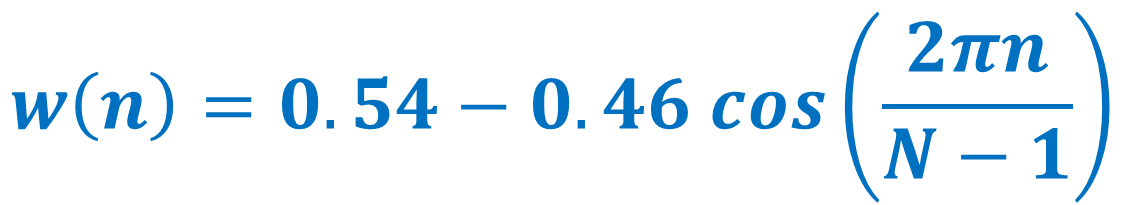 w(n) = 0.54 − 0.46 cos(2πn / N − 1)